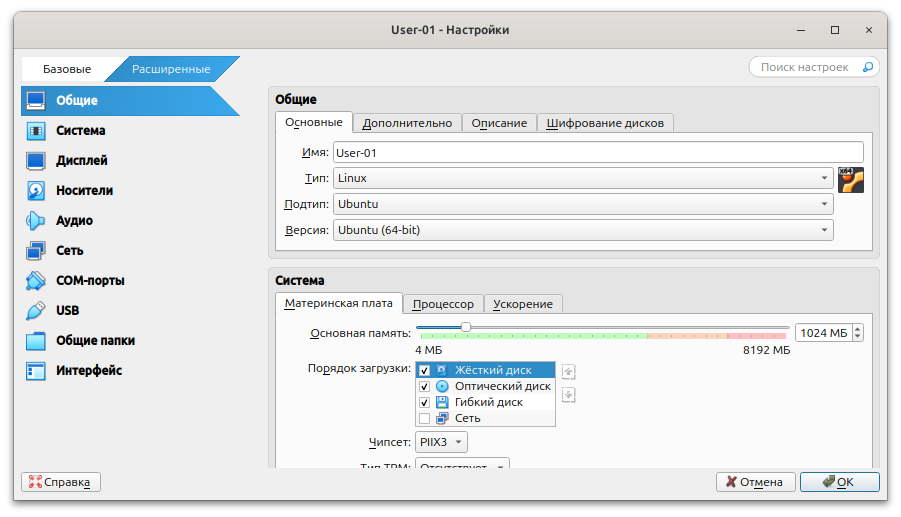 User-01 - Настройки
Базовые
Расширенные
Поиск настроек
Общие
Система
Дисплей
Носители
Аудио
Сеть
COM-порты
USB
Общие папки
Интерфейс
Общие
Основные
Дополнительно
Описание
Шифрование дисков
Имя: User-01
Тип: Linux
x64
Подтип: Ubuntu
Версия: Ubuntu (64-bit)
Система
Материнская плата
Процессор
Ускорение
Основная память:
1024 МБ
4 МБ
8192 МБ
Порядок загрузки:
Жёсткий диск
Оптический диск
Гибкий диск
Сеть
Чипсет: PIIX3
Тип TPM: Отсутствует
Справка
Отмена
OK